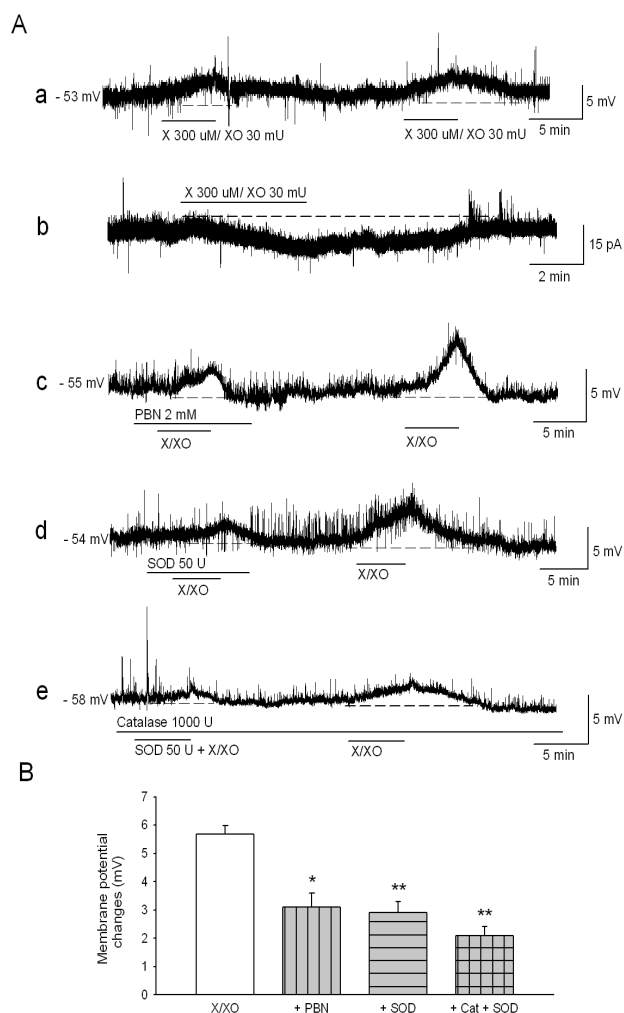 A
a
- 53 mV
X 300 uM/ XO 30 mU
X 300 uM/ XO 30 mU
5 mV
5 min
X 300 uM/ XO 30 mU
b
15 pA
2 min
c
- 55 mV
PBN 2 mM
X/XO
X/XO
5 mV
5 min
d
- 54 mV
SOD 50 U
X/XO
X/XO
5 mV
5 min
e
- 58 mV
Catalase 1000 U
SOD 50 U + X/XO
X/XO
5 mV
5 min
B
Membrane potential
changes (mV)
7
6
5
4
3
2
1
0
*
**
**
X/XO
+ PBN
+ SOD
+ Cat + SOD